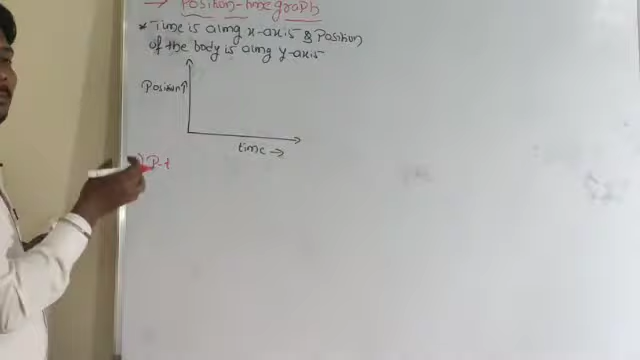 → Position-time graph
* Time is along x-axis & Position
of the body is along y-axis
Position↑
time →
) P-t